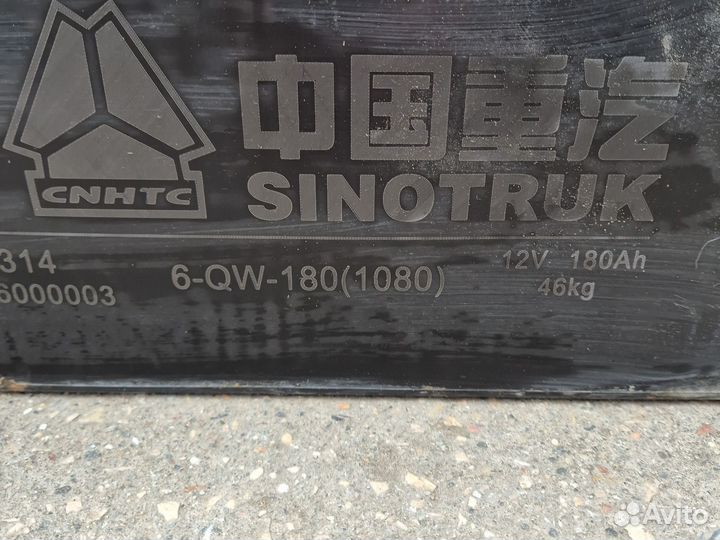 中国重汽
CNHTC
SINOTRUK
314
6-QW-180(1080)
12V 180Ah
6000003
46kg
Avito